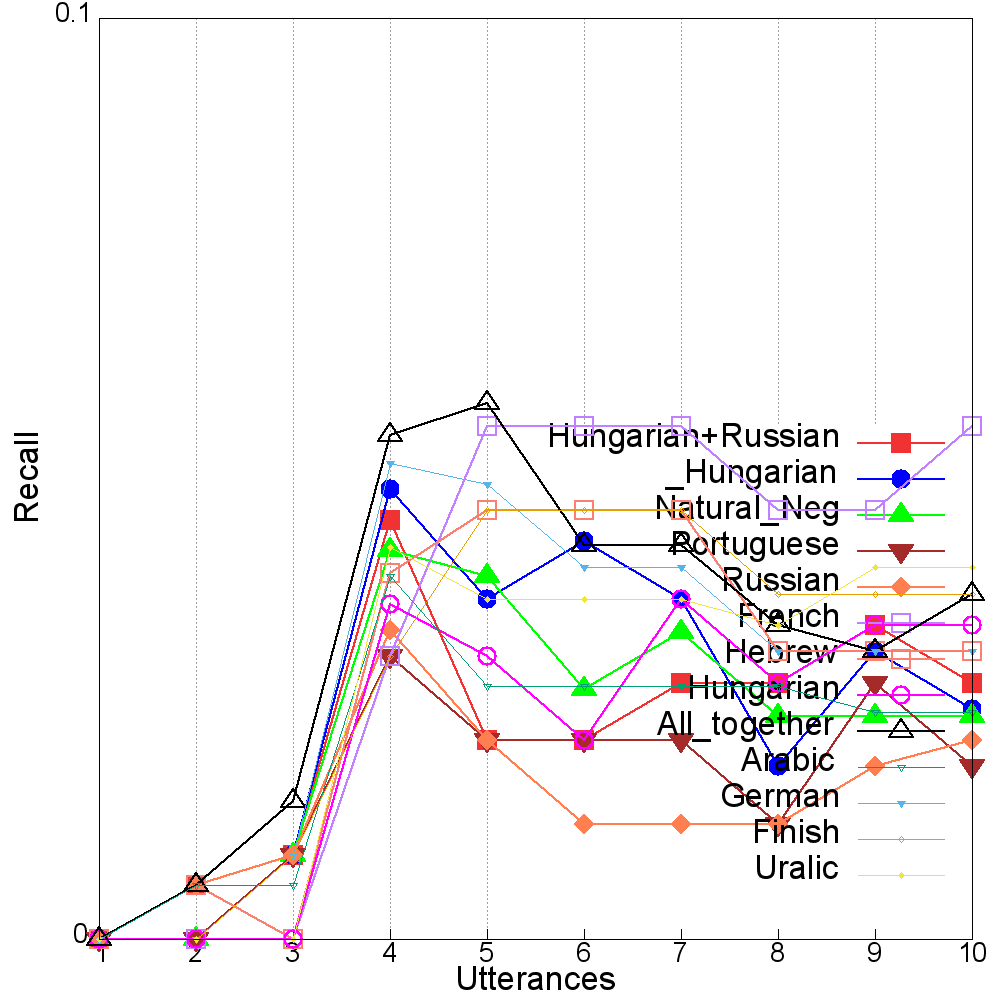 0.1
Recall
Hungarian+Russian
_Hungarian
Natural_Neg
Portuguese
Russian
French
Hebrew
Hungarian
All_together
Arabic
German
Finish
Uralic
0
1 2 3 4 5 6 7 8 9 10
Utterances